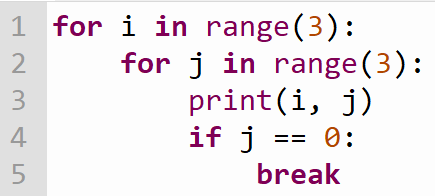 1 for i in range(3):
2     for j in range(3):
3         print(i, j)
4         if j == 0:
5             break